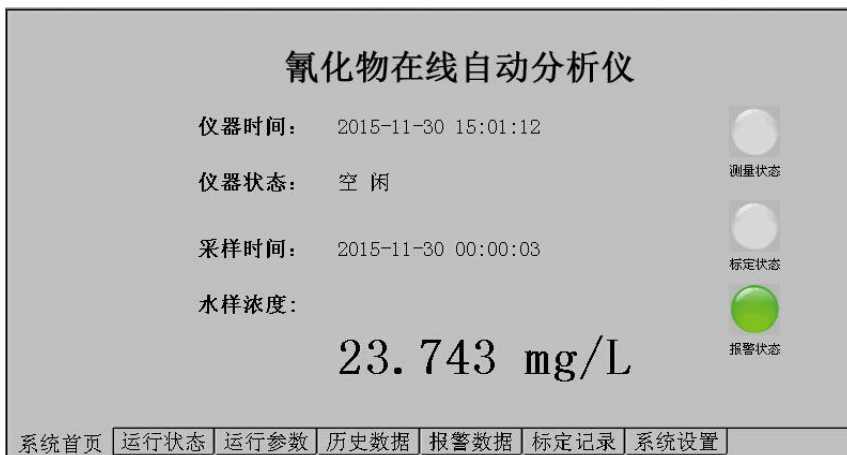 氰化物在线自动分析仪
仪器时间: 2015-11-30 15:01:12
测量状态
仪器状态: 空 闲
采样时间: 2015-11-30 00:00:03
标定状态
水样浓度:
23.743 mg/L
报警状态
系统首页 运行状态 运行参数 历史数据 报警数据 标定记录 系统设置